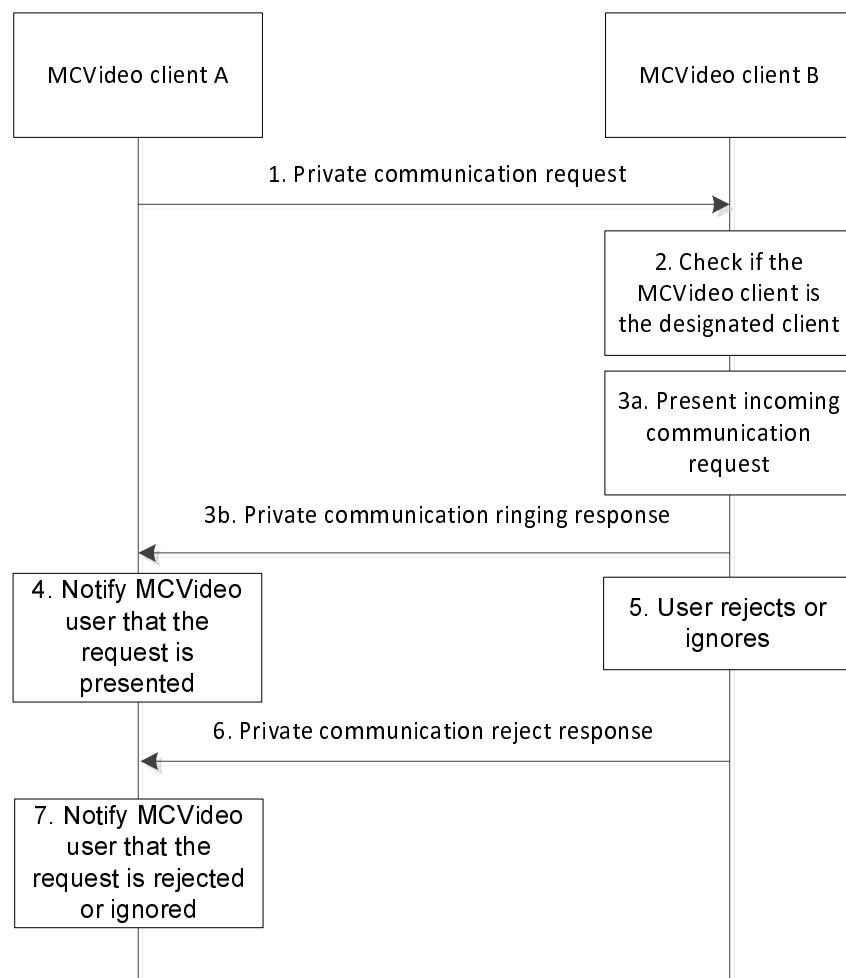 MCVideo client A
MCVideo client B
1. Private communication request
2. Check if the
MCVideo client is
the designated client
3a. Present incoming
communication
request
3b. Private communication ringing response
4. Notify MCVideo
user that the
request is
presented
5. User rejects or
ignores
6. Private communication reject response
7. Notify MCVideo
user that the
request is rejected
or ignored